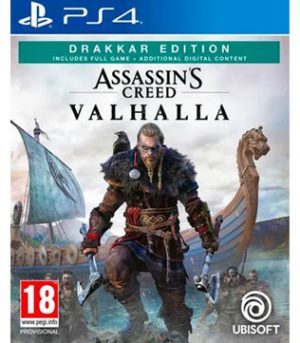 PS4
DRAKKAR EDITION
INCLUDES FULL GAME + ADDITIONAL DIGITAL CONTENT
ASSASSIN'S
CREED
VALHALLA
18
www.pegi.info
PROVISIONAL
UBISOFT